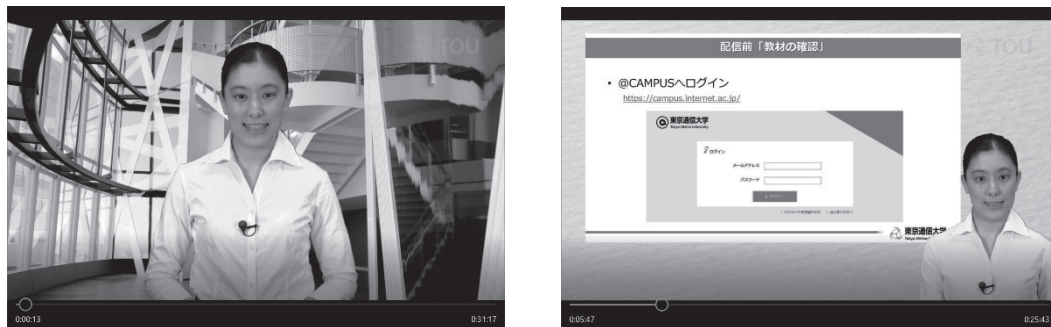 TOU
0:00:13
0:31:17
TOU
配信前「教材の確認」
• @CAMPUSへログイン
https://campus.internet.ac.jp/
東京通信大学
Tokyo Online University
ログイン
メールアドレス
パスワード
東京通信大学
0:05:47
0:25:43